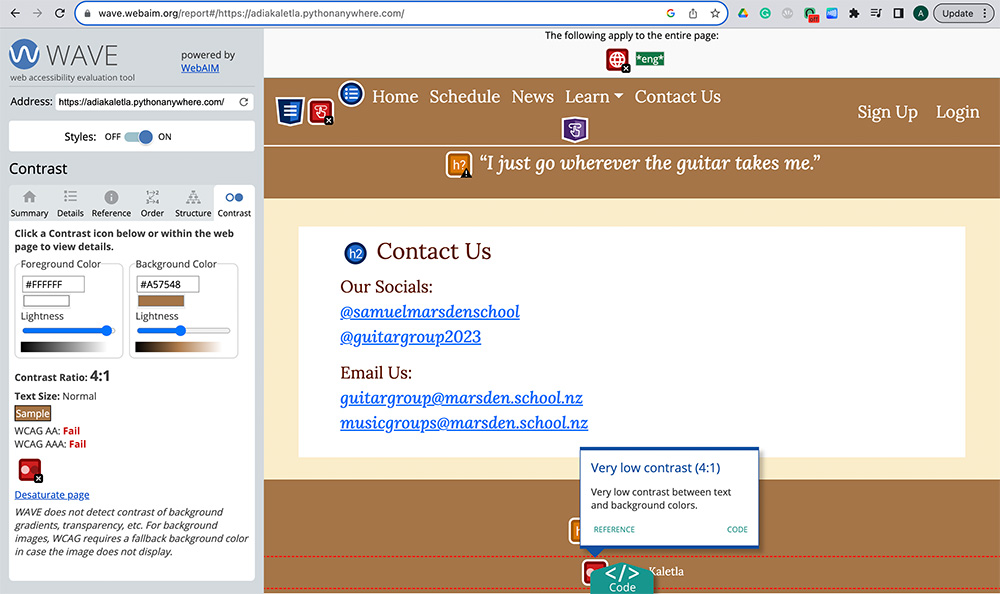 wave.webaim.org/report#/https://adiakaletla.pythonanywhere.com/
off
A
Update
WAVE
web accessibility evaluation tool
powered by
WebAIM
Address: https://adiakaletla.pythonanywhere.com/
Styles: OFF ON
Contrast
Summary Details Reference Order Structure Contrast
Click a Contrast icon below or within the web
page to view details.
Foreground Color
#FFFFFF
Lightness
Background Color
#A57548
Lightness
Contrast Ratio: 4:1
Text Size: Normal
Sample
WCAG AA: Fail
WCAG AAA: Fail
Desaturate page
WAVE does not detect contrast of background
gradients, transparency, etc. For background
images, WCAG requires a fallback background color
in case the image does not display.
The following apply to the entire page:
*eng*
Home Schedule News Learn Contact Us
Sign Up Login
h? “I just go wherever the guitar takes me.”
h2 Contact Us
Our Socials:
@samuelmarsdenschool
@guitargroup2023
Email Us:
guitargroup@marsden.school.nz
musicgroups@marsden.school.nz
Very low contrast (4:1)
Very low contrast between text
and background colors.
REFERENCE CODE
Kaletla
</>
Code